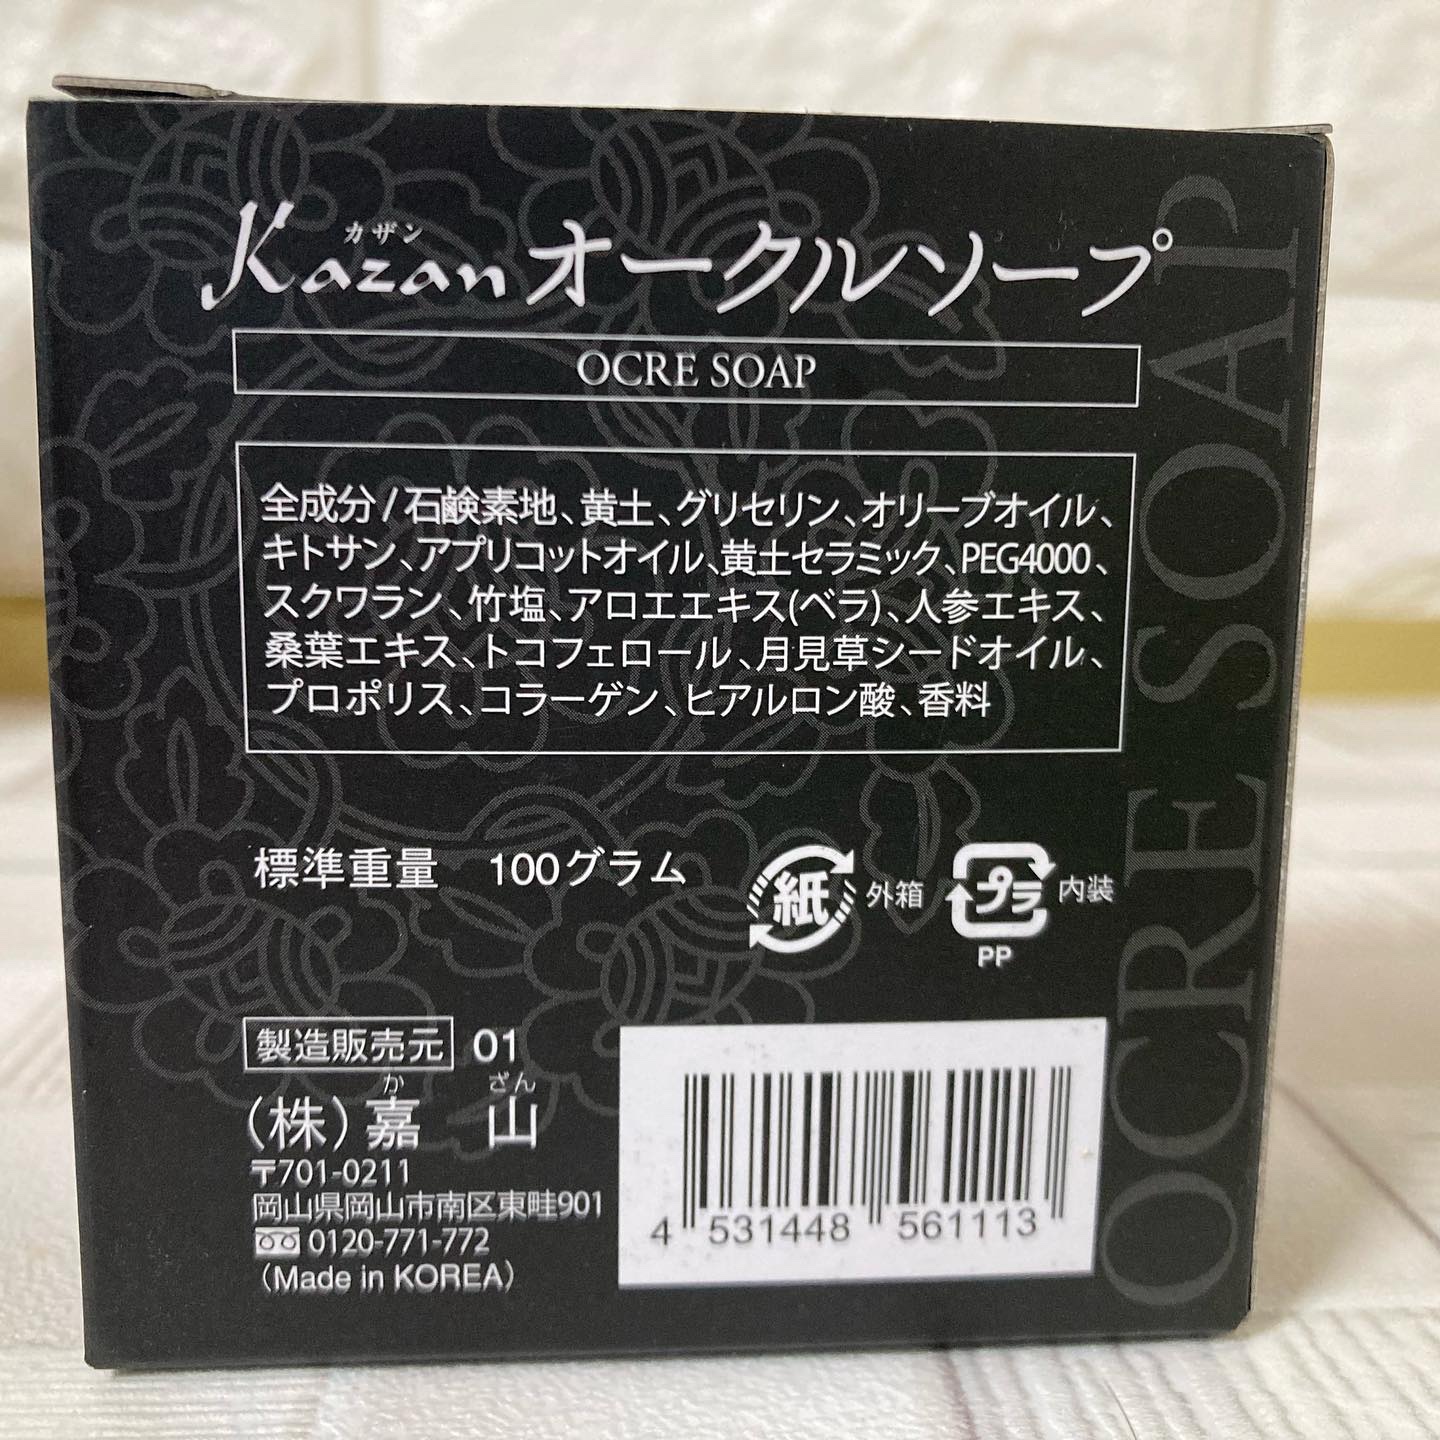 カザン
Kazanオークルソープ
OCRE SOAP
全成分/石鹸素地、黄土、グリセリン、オリーブオイル、
キトサン、アプリコットオイル、黄土セラミック、PEG4000、
スクワラン、竹塩、アロエエキス(ベラ)、人参エキス、
桑葉エキス、トコフェロール、月見草シードオイル、
プロポリス、コラーゲン、ヒアルロン酸、香料
標準重量 100グラム
紙 外箱
プラ 内装
PP
製造販売元 01
か ざん
(株)嘉 山
〒701-0211
岡山県岡山市南区東畦901
0120-771-772
(Made in KOREA)
4 531448 561113
OCRE SOAP